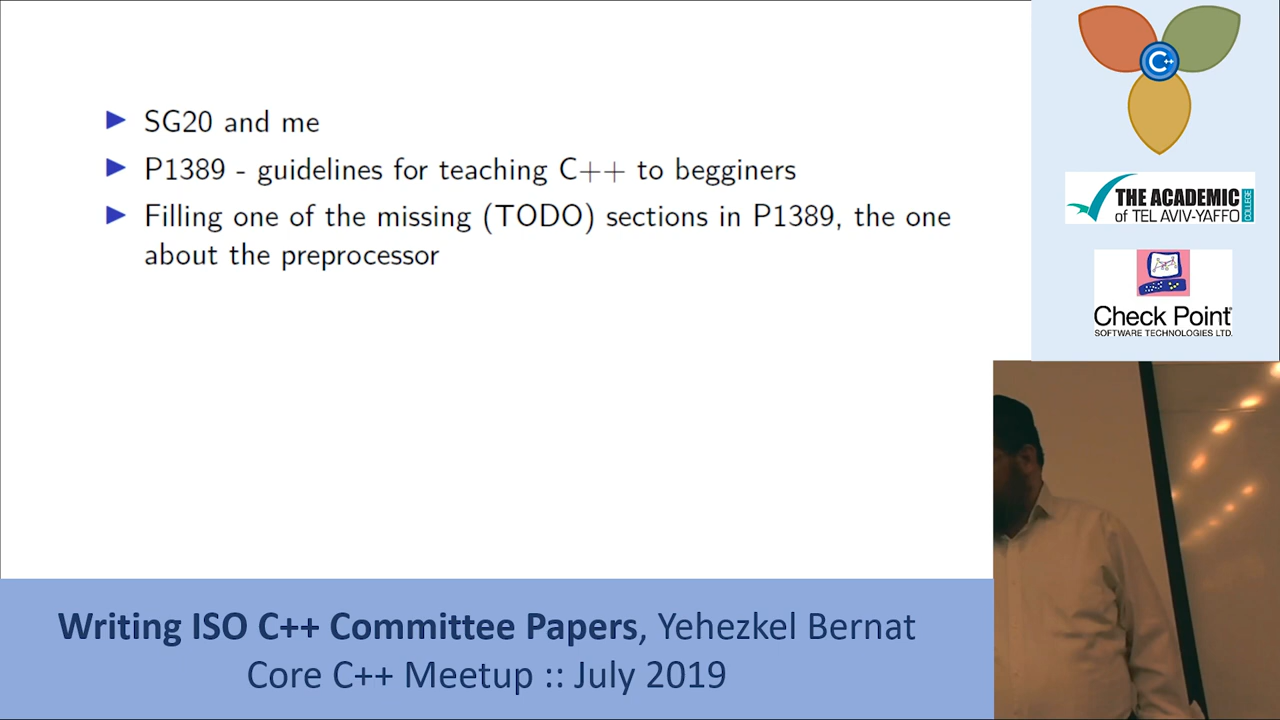 SG20 and me
P1389 - guidelines for teaching C++ to begginers
Filling one of the missing (TODO) sections in P1389, the one
about the preprocessor
C++
THE ACADEMIC
of TEL AVIV-YAFFO
COLLEGE
Check Point
SOFTWARE TECHNOLOGIES LTD.
Writing ISO C++ Committee Papers, Yehezkel Bernat
Core C++ Meetup :: July 2019